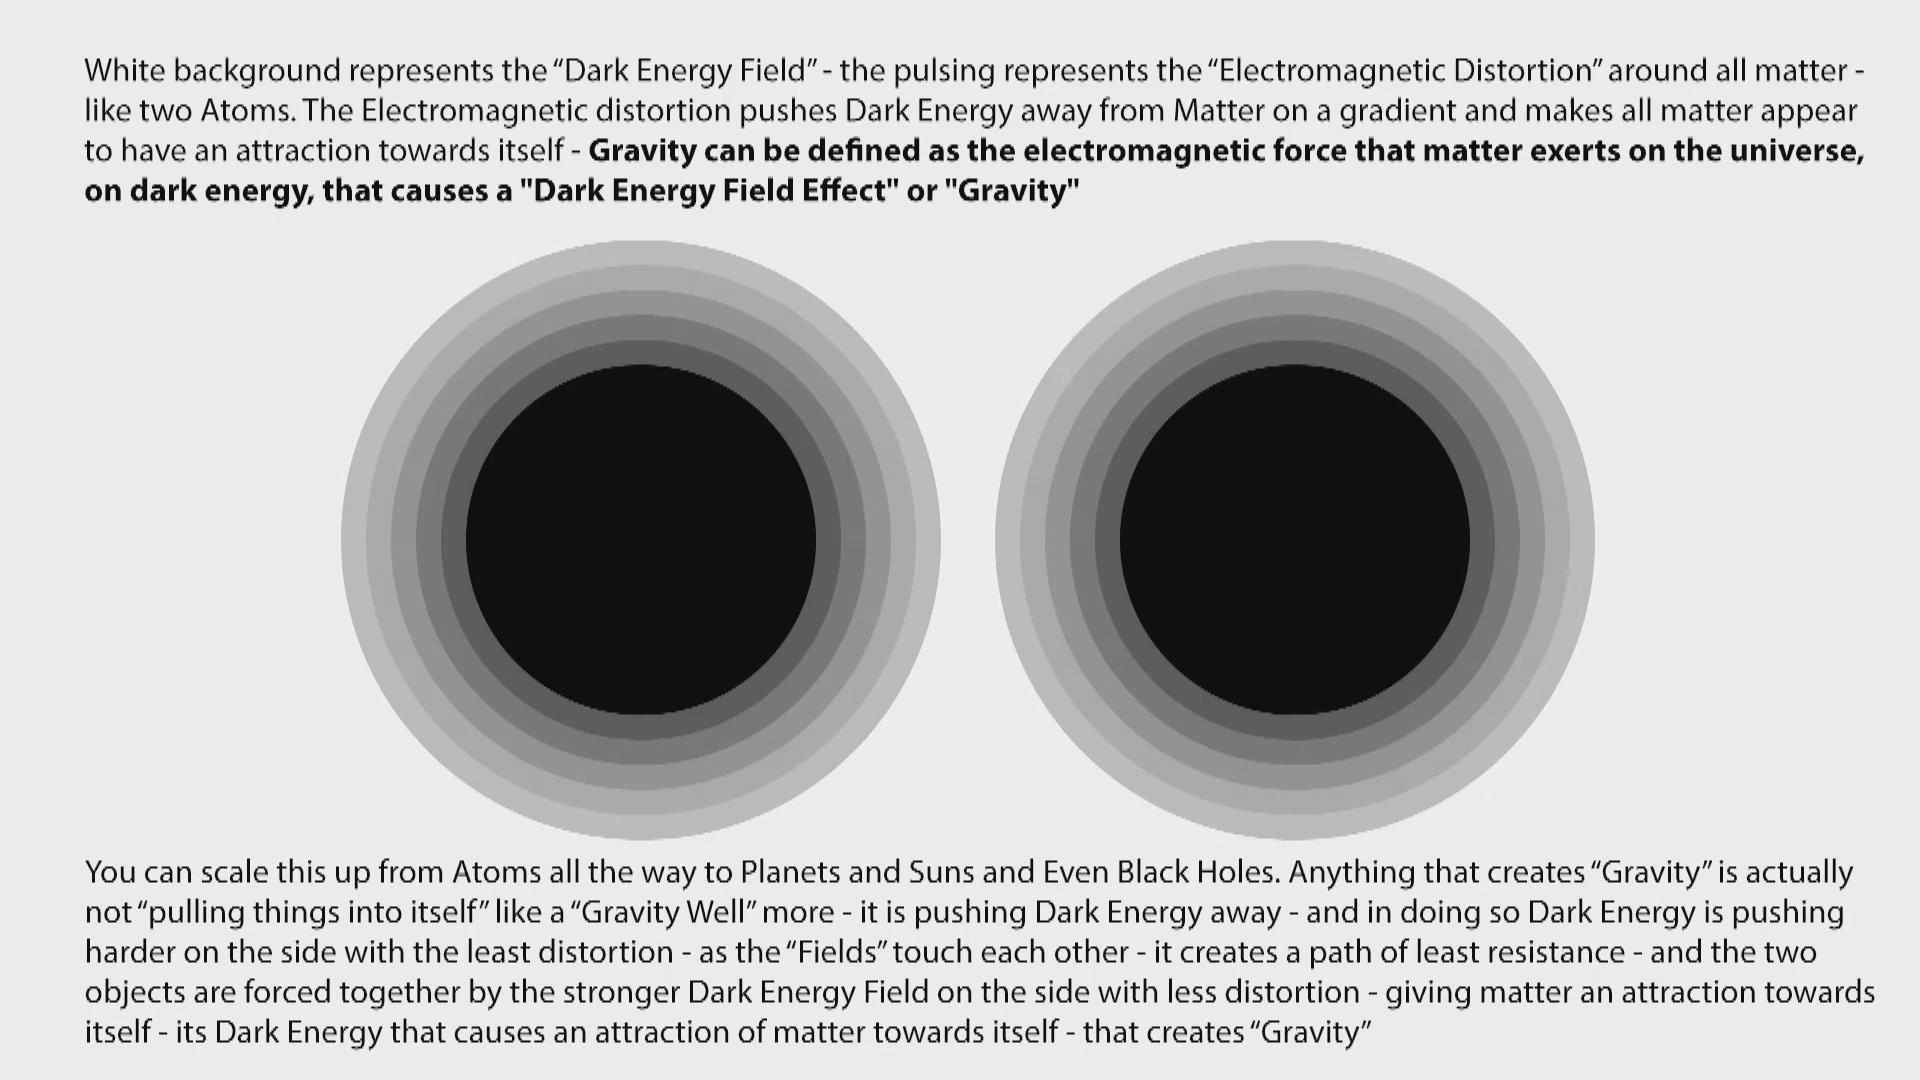 White background represents the “Dark Energy Field” - the pulsing represents the “Electromagnetic Distortion” around all matter -
like two Atoms. The Electromagnetic distortion pushes Dark Energy away from Matter on a gradient and makes all matter appear
to have an attraction towards itself - Gravity can be defined as the electromagnetic force that matter exerts on the universe,
on dark energy, that causes a "Dark Energy Field Effect" or "Gravity"
You can scale this up from Atoms all the way to Planets and Suns and Even Black Holes. Anything that creates “Gravity” is actually
not “pulling things into itself” like a “Gravity Well” more - it is pushing Dark Energy away - and in doing so Dark Energy is pushing
harder on the side with the least distortion - as the “Fields” touch each other - it creates a path of least resistance - and the two
objects are forced together by the stronger Dark Energy Field on the side with less distortion - giving matter an attraction towards
itself - its Dark Energy that causes an attraction of matter towards itself - that creates “Gravity”